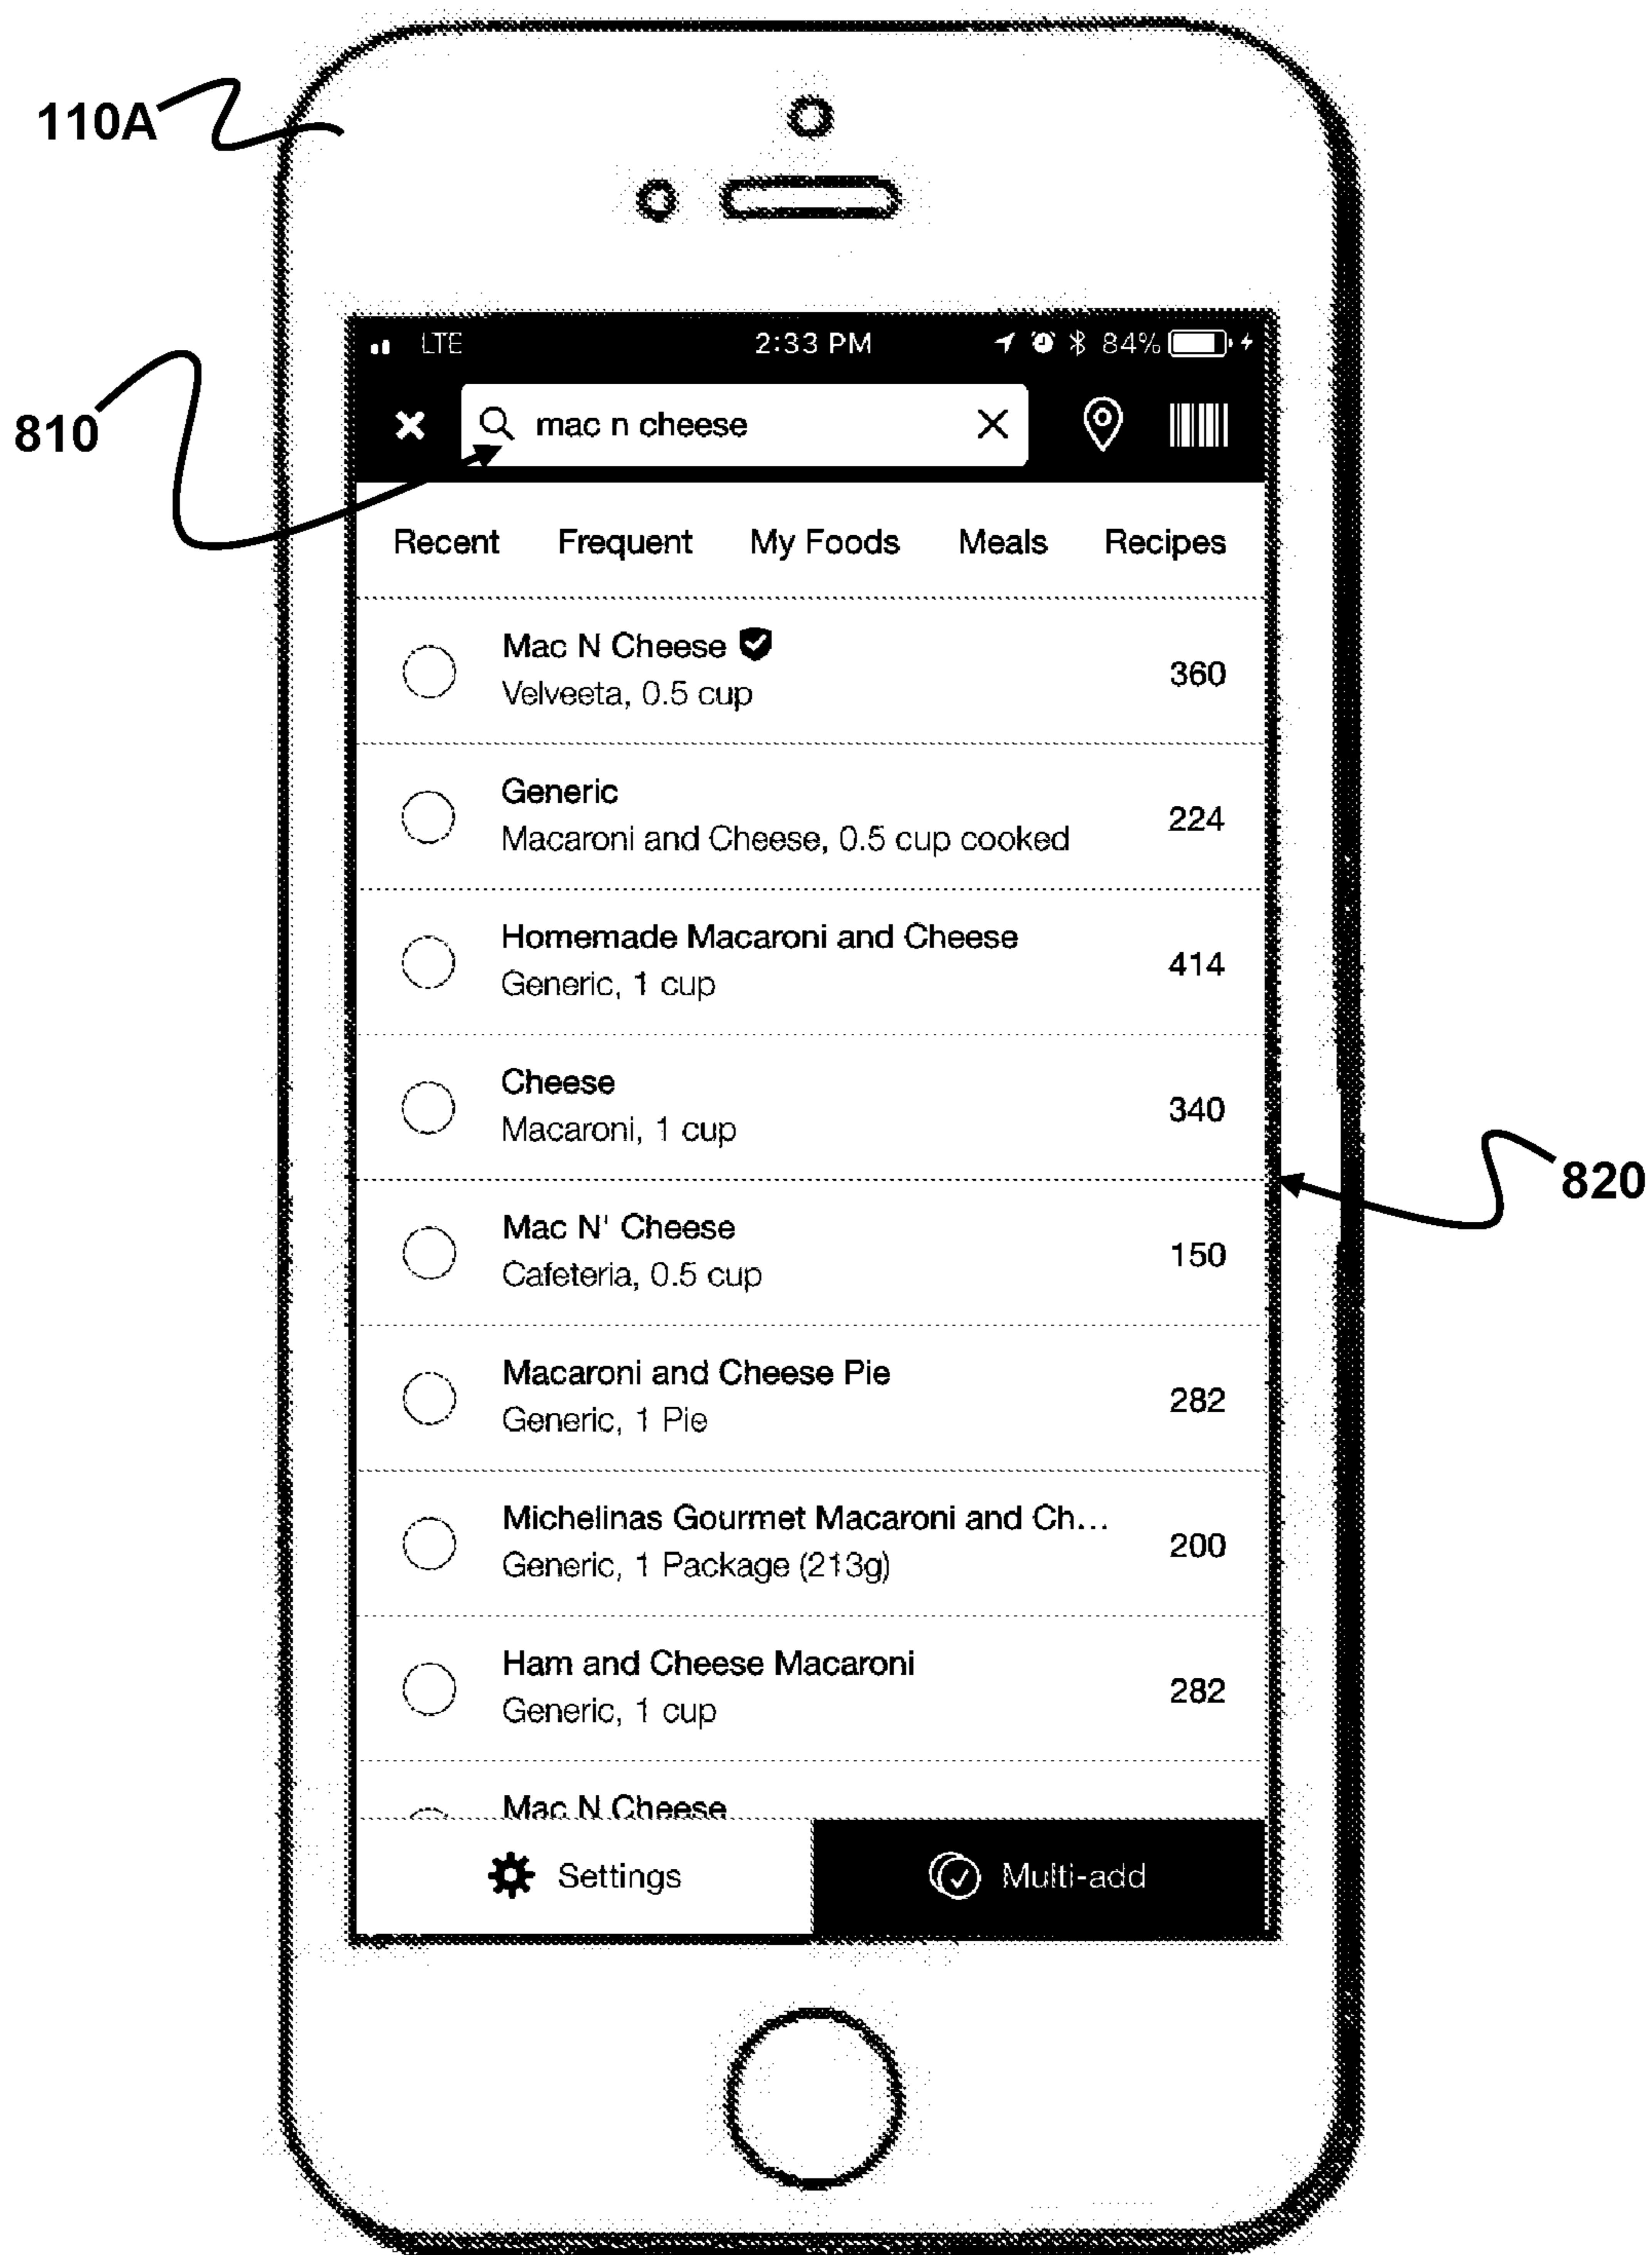 110A
LTE 2:33 PM 84%
810
mac n cheese
Recent Frequent My Foods Meals Recipes
Mac N Cheese
Velveeta, 0.5 cup
360
Generic
Macaroni and Cheese, 0.5 cup cooked
224
Homemade Macaroni and Cheese
Generic, 1 cup
414
Cheese
Macaroni, 1 cup
340
820
Mac N' Cheese
Cafeteria, 0.5 cup
150
Macaroni and Cheese Pie
Generic, 1 Pie
282
Michelinas Gourmet Macaroni and Ch...
Generic, 1 Package (213g)
200
Ham and Cheese Macaroni
Generic, 1 cup
282
Mac N Cheese
Settings Multi-add